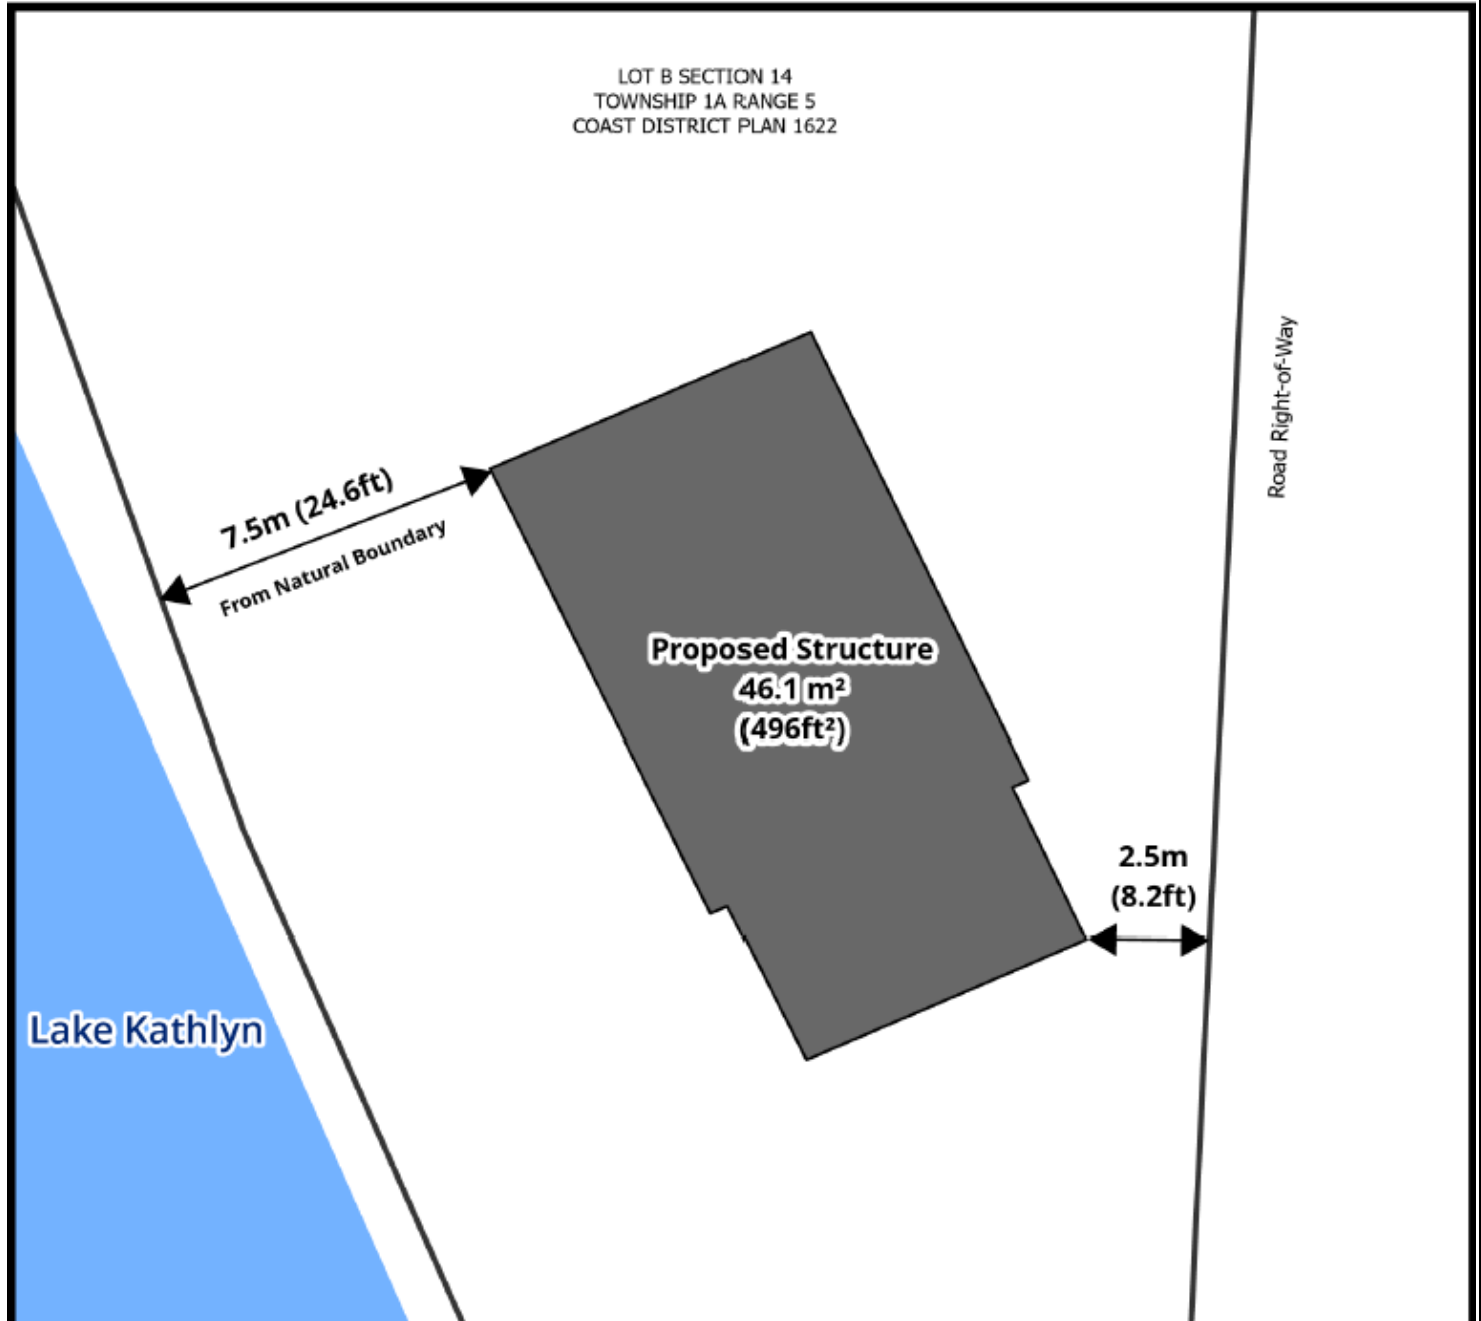 LOT B SECTION 14
TOWNSHIP 1A RANGE 5
COAST DISTRICT PLAN 1622
Road Right-of-Way
7.5m (24.6ft)
From Natural Boundary
Proposed Structure
46.1 m²
(496ft²)
2.5m
(8.2ft)
Lake Kathlyn